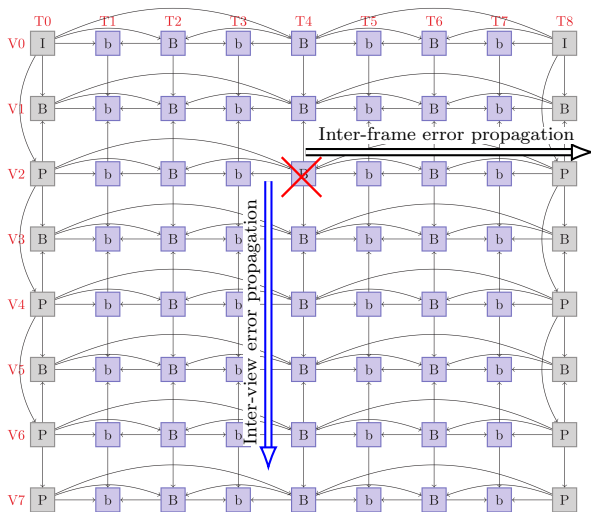 T0 T1 T2 T3 T4 T5 T6 T7 T8
V0 I b B b B b B b I
V1 B b B b B b B b B
Inter-frame error propagation
V2 P b B b B b B b P
V3 B b B b B b B b B
Inter-view error propagation
V4 P b B b B b B b P
V5 B b B b B b B b B
V6 P b B b B b B b P
V7 P b B b B b B b P